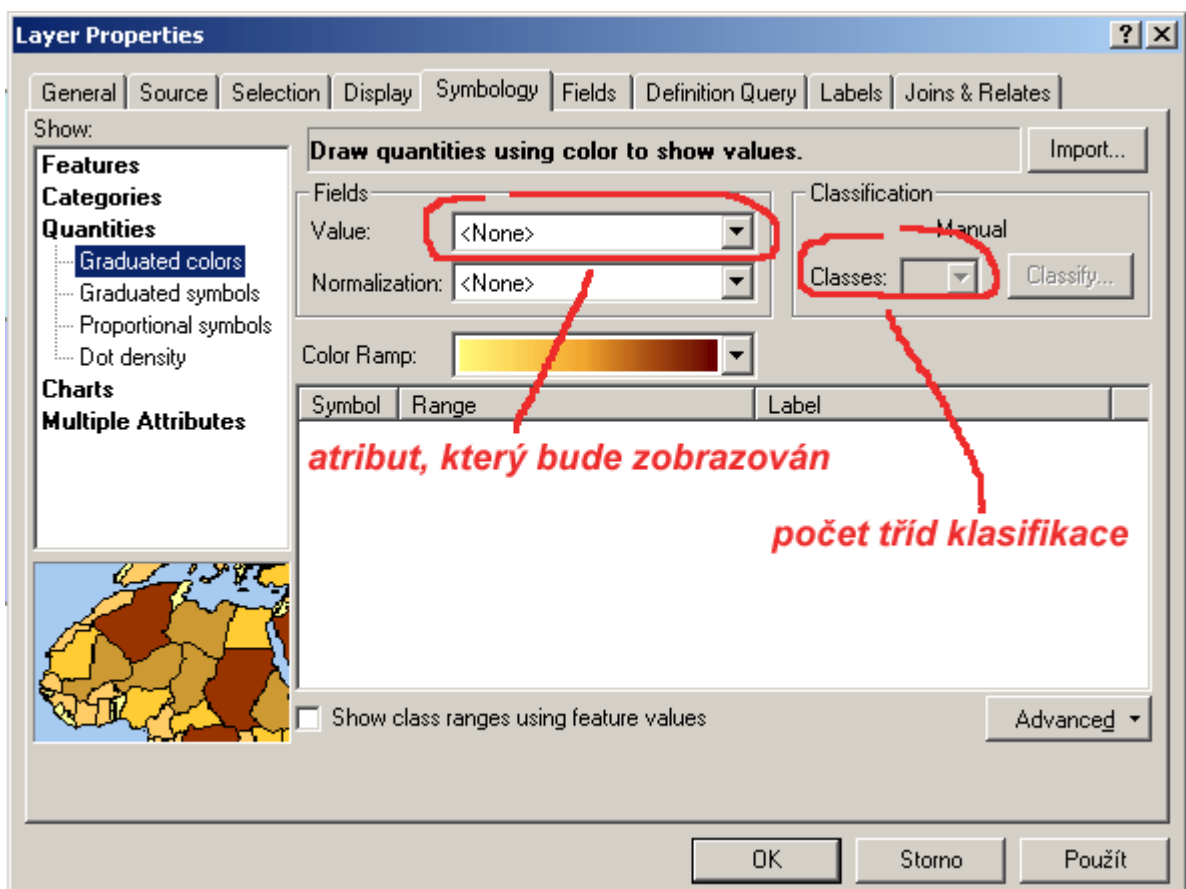 Layer Properties
General Source Selection Display Symbology Fields Definition Query Labels Joins & Relates
Show:
Features
Categories
Quantities
Graduated colors
Graduated symbols
Proportional symbols
Dot density
Charts
Multiple Attributes
Draw quantities using color to show values.
Import...
Fields
Value: <None>
Normalization: <None>
Classification
Manual
Classes:
Classify...
Color Ramp:
Symbol Range Label
atribut, který bude zobrazován
počet tříd klasifikace
Show class ranges using feature values
Advanced
OK Storno Použít